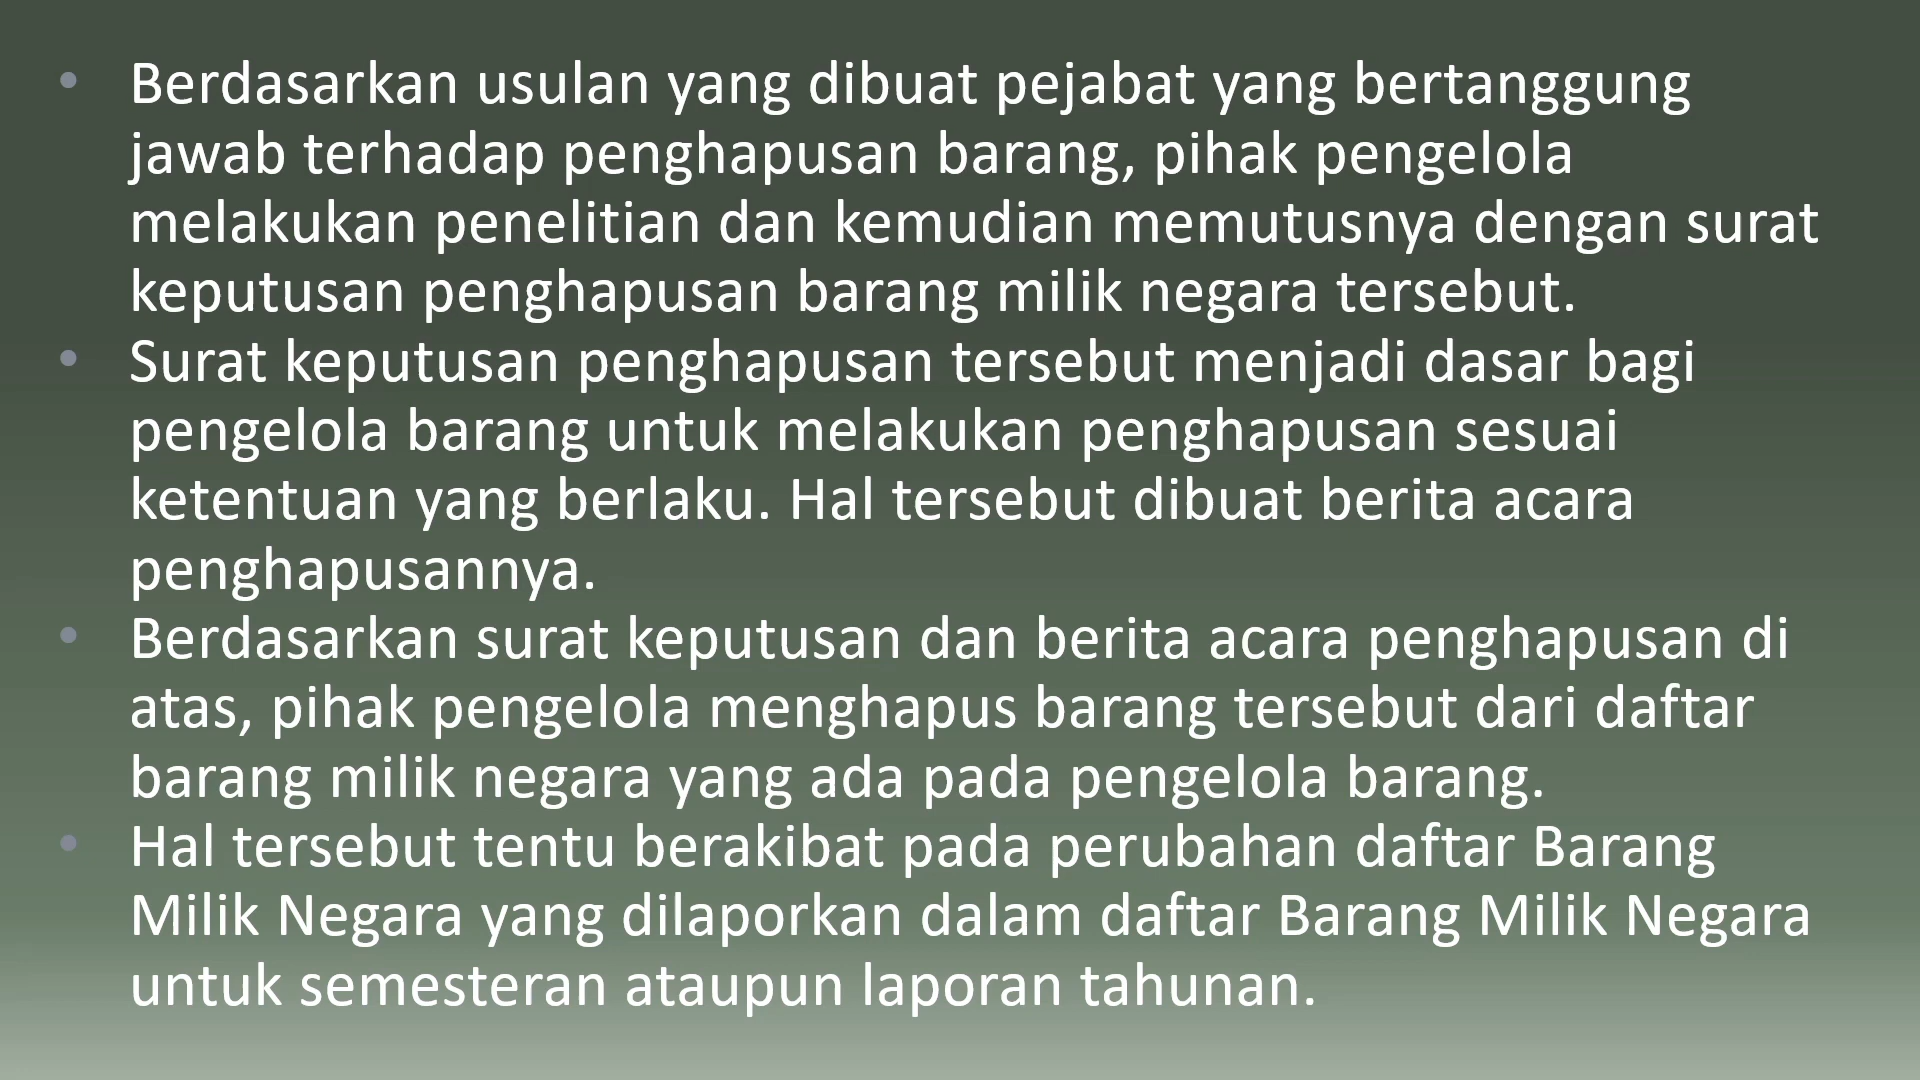 • Berdasarkan usulan yang dibuat pejabat yang bertanggung
jawab terhadap penghapusan barang, pihak pengelola
melakukan penelitian dan kemudian memutusnya dengan surat
keputusan penghapusan barang milik negara tersebut.
• Surat keputusan penghapusan tersebut menjadi dasar bagi
pengelola barang untuk melakukan penghapusan sesuai
ketentuan yang berlaku. Hal tersebut dibuat berita acara
penghapusannya.
• Berdasarkan surat keputusan dan berita acara penghapusan di
atas, pihak pengelola menghapus barang tersebut dari daftar
barang milik negara yang ada pada pengelola barang.
• Hal tersebut tentu berakibat pada perubahan daftar Barang
Milik Negara yang dilaporkan dalam daftar Barang Milik Negara
untuk semesteran ataupun laporan tahunan.